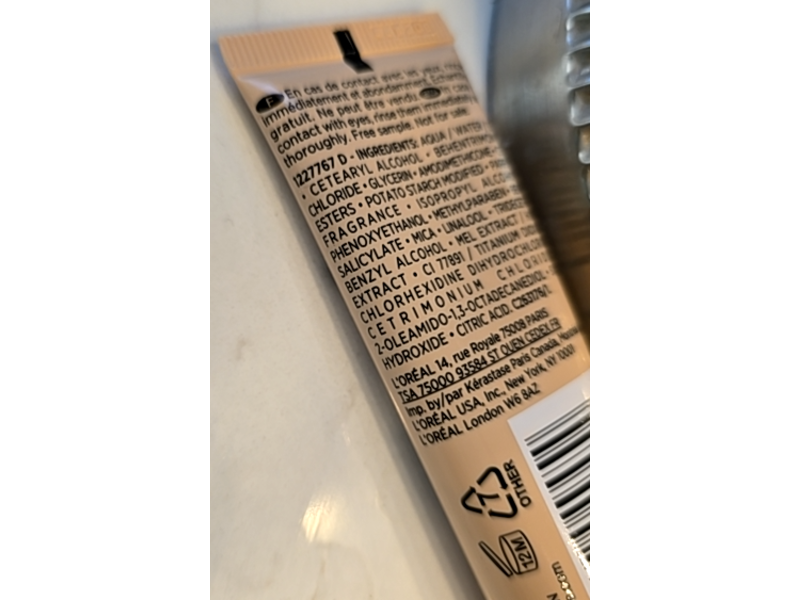 F En cas de contact avec les yeux, rincer
immédiatement et abondamment. Échantillon
gratuit. Ne peut être vendu. In case
contact with eyes, rinse them immediately
thoroughly. Free sample. Not for sale.
1227767 D - INGREDIENTS: AQUA / WATER
• CETEARYL ALCOHOL •
CHLORIDE • GLYCERIN • AMODIMETHICONE
ESTERS • POTATO STARCH MODIFIED •
FRAGRANCE • ISOPROPYL
PHENOXYETHANOL • METHYLPARABEN •
SALICYLATE • MICA • LINALOOL •
BENZYL ALCOHOL • MEL EXTRACT /
EXTRACT • CI 77891 / TITANIUM
CHLORHEXIDINE
CETRIMONIUM
2-OLEAMIDO-1,3-OCTADECANEDIOL
HYDROXIDE • CITRIC ACID.
L'ORÉAL 14, rue Royale 75008 PARIS
TSA 75000 93584 ST OUEN CEDEX FR
Imp. by/par Kérastase Paris Canada,
L'ORÉAL USA, Inc., New York, NY 10001
L'ORÉAL London W6 8AZ
7
OTHER
12M